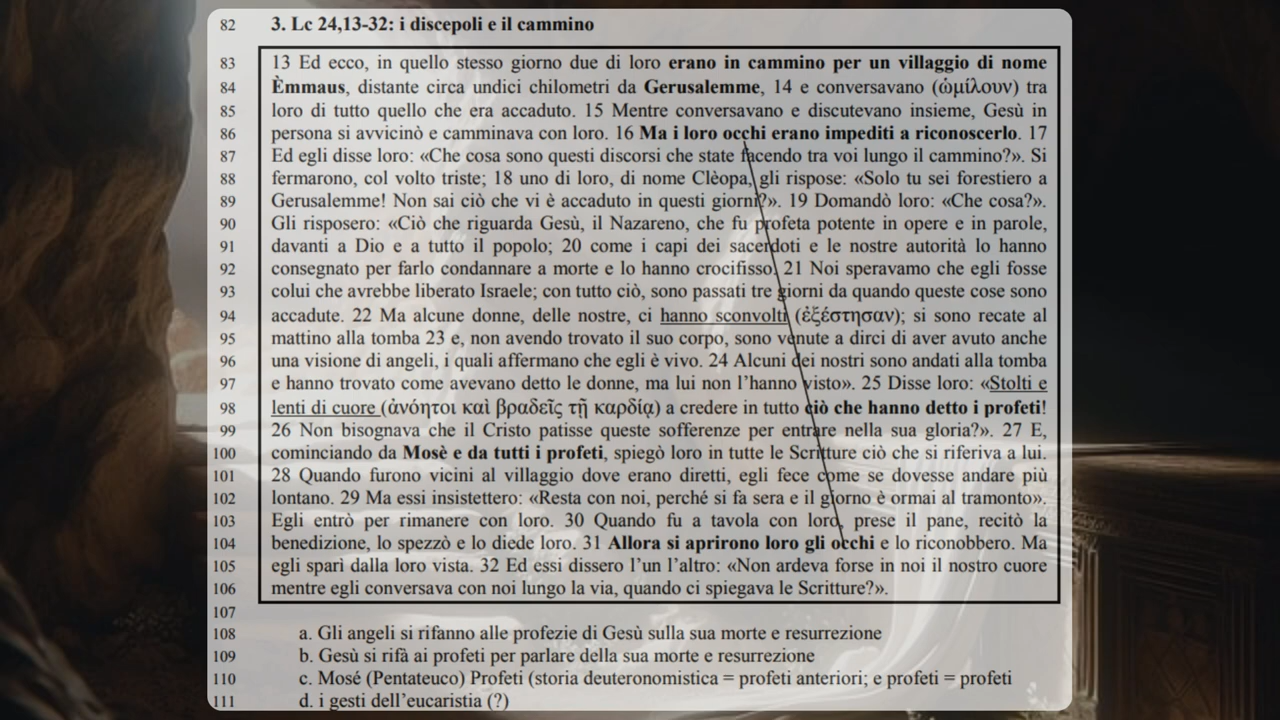 82 3. Lc 24,13-32: i discepoli e il cammino
83 13 Ed ecco, in quello stesso giorno due di loro erano in cammino per un villaggio di nome
84 Èmmaus, distante circa undici chilometri da Gerusalemme, 14 e conversavano (ὡμίλουν) tra
85 loro di tutto quello che era accaduto. 15 Mentre conversavano e discutevano insieme, Gesù in
86 persona si avvicinò e camminava con loro. 16 Ma i loro occhi erano impediti a riconoscerlo. 17
87 Ed egli disse loro: «Che cosa sono questi discorsi che state facendo tra voi lungo il cammino?». Si
88 fermarono, col volto triste; 18 uno di loro, di nome Clèopa, gli rispose: «Solo tu sei forestiero a
89 Gerusalemme! Non sai ciò che vi è accaduto in questi giorni?». 19 Domandò loro: «Che cosa?».
90 Gli risposero: «Ciò che riguarda Gesù, il Nazareno, che fu profeta potente in opere e in parole,
91 davanti a Dio e a tutto il popolo; 20 come i capi dei sacerdoti e le nostre autorità lo hanno
92 consegnato per farlo condannare a morte e lo hanno crocifisso. 21 Noi speravamo che egli fosse
93 colui che avrebbe liberato Israele; con tutto ciò, sono passati tre giorni da quando queste cose sono
94 accadute. 22 Ma alcune donne, delle nostre, ci hanno sconvolti (ἐξέστησαν); si sono recate al
95 mattino alla tomba 23 e, non avendo trovato il suo corpo, sono venute a dirci di aver avuto anche
96 una visione di angeli, i quali affermano che egli è vivo. 24 Alcuni dei nostri sono andati alla tomba
97 e hanno trovato come avevano detto le donne, ma lui non l'hanno visto». 25 Disse loro: «Stolti e
98 lenti di cuore (ἀνόητοι καὶ βραδεῖς τῇ καρδίᾳ) a credere in tutto ciò che hanno detto i profeti!
99 26 Non bisognava che il Cristo patisse queste sofferenze per entrare nella sua gloria?». 27 E,
100 cominciando da Mosè e da tutti i profeti, spiegò loro in tutte le Scritture ciò che si riferiva a lui.
101 28 Quando furono vicini al villaggio dove erano diretti, egli fece come se dovesse andare più
102 lontano. 29 Ma essi insistettero: «Resta con noi, perché si fa sera e il giorno è ormai al tramonto».
103 Egli entrò per rimanere con loro. 30 Quando fu a tavola con loro, prese il pane, recitò la
104 benedizione, lo spezzò e lo diede loro. 31 Allora si aprirono loro gli occhi e lo riconobbero. Ma
105 egli sparì dalla loro vista. 32 Ed essi dissero l'un l'altro: «Non ardeva forse in noi il nostro cuore
106 mentre egli conversava con noi lungo la via, quando ci spiegava le Scritture?».
107
108 a. Gli angeli si rifanno alle profezie di Gesù sulla sua morte e resurrezione
109 b. Gesù si rifà ai profeti per parlare della sua morte e resurrezione
110 c. Mosé (Pentateuco) Profeti (storia deuteronomistica = profeti anteriori; e profeti = profeti
111 d. i gesti dell'eucaristia (?)